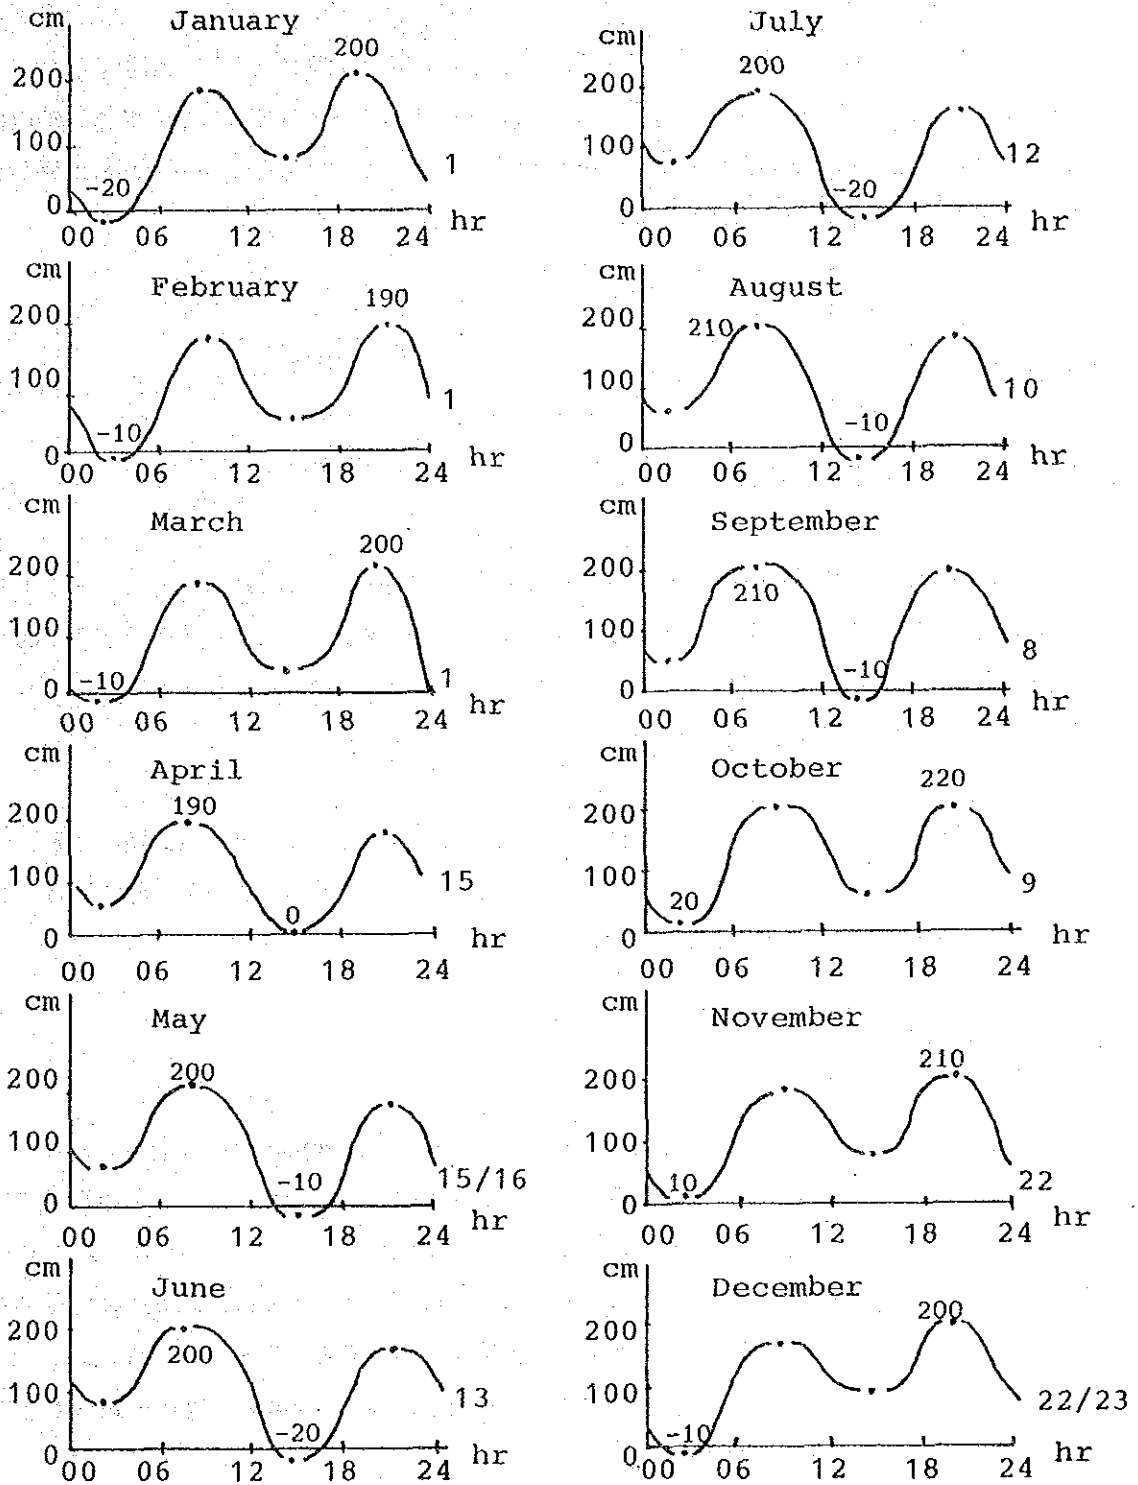 cm January
200
200
100
-20 1
0
00 06 12 18 24 hr
cm February
190
200
100
1
-10
0
00 06 12 18 24 hr
cm
March
200
200
100
-10 1
0
00 06 12 18 24 hr
cm
April
190
200
100
15
0
0
00 06 12 18 24 hr
cm
May
200
200
100
-10 15/16
0
00 06 12 18 24 hr
cm
June
200
200
100
13
-20
0
00 06 12 18 24 hr
cm July
200
200
100
12
-20
0
00 06 12 18 24 hr
cm
August
200
210
100
10
-10
0
00 06 12 18 24 hr
cm
September
200
210
100
8
-10
0
00 06 12 18 24 hr
cm
October
220
200
100
9
20
0
00 06 12 18 24 hr
cm
November
210
200
100
10 22
0
00 06 12 18 24 hr
cm
December
200
200
100
22/23
-10
0
00 06 12 18 24 hr